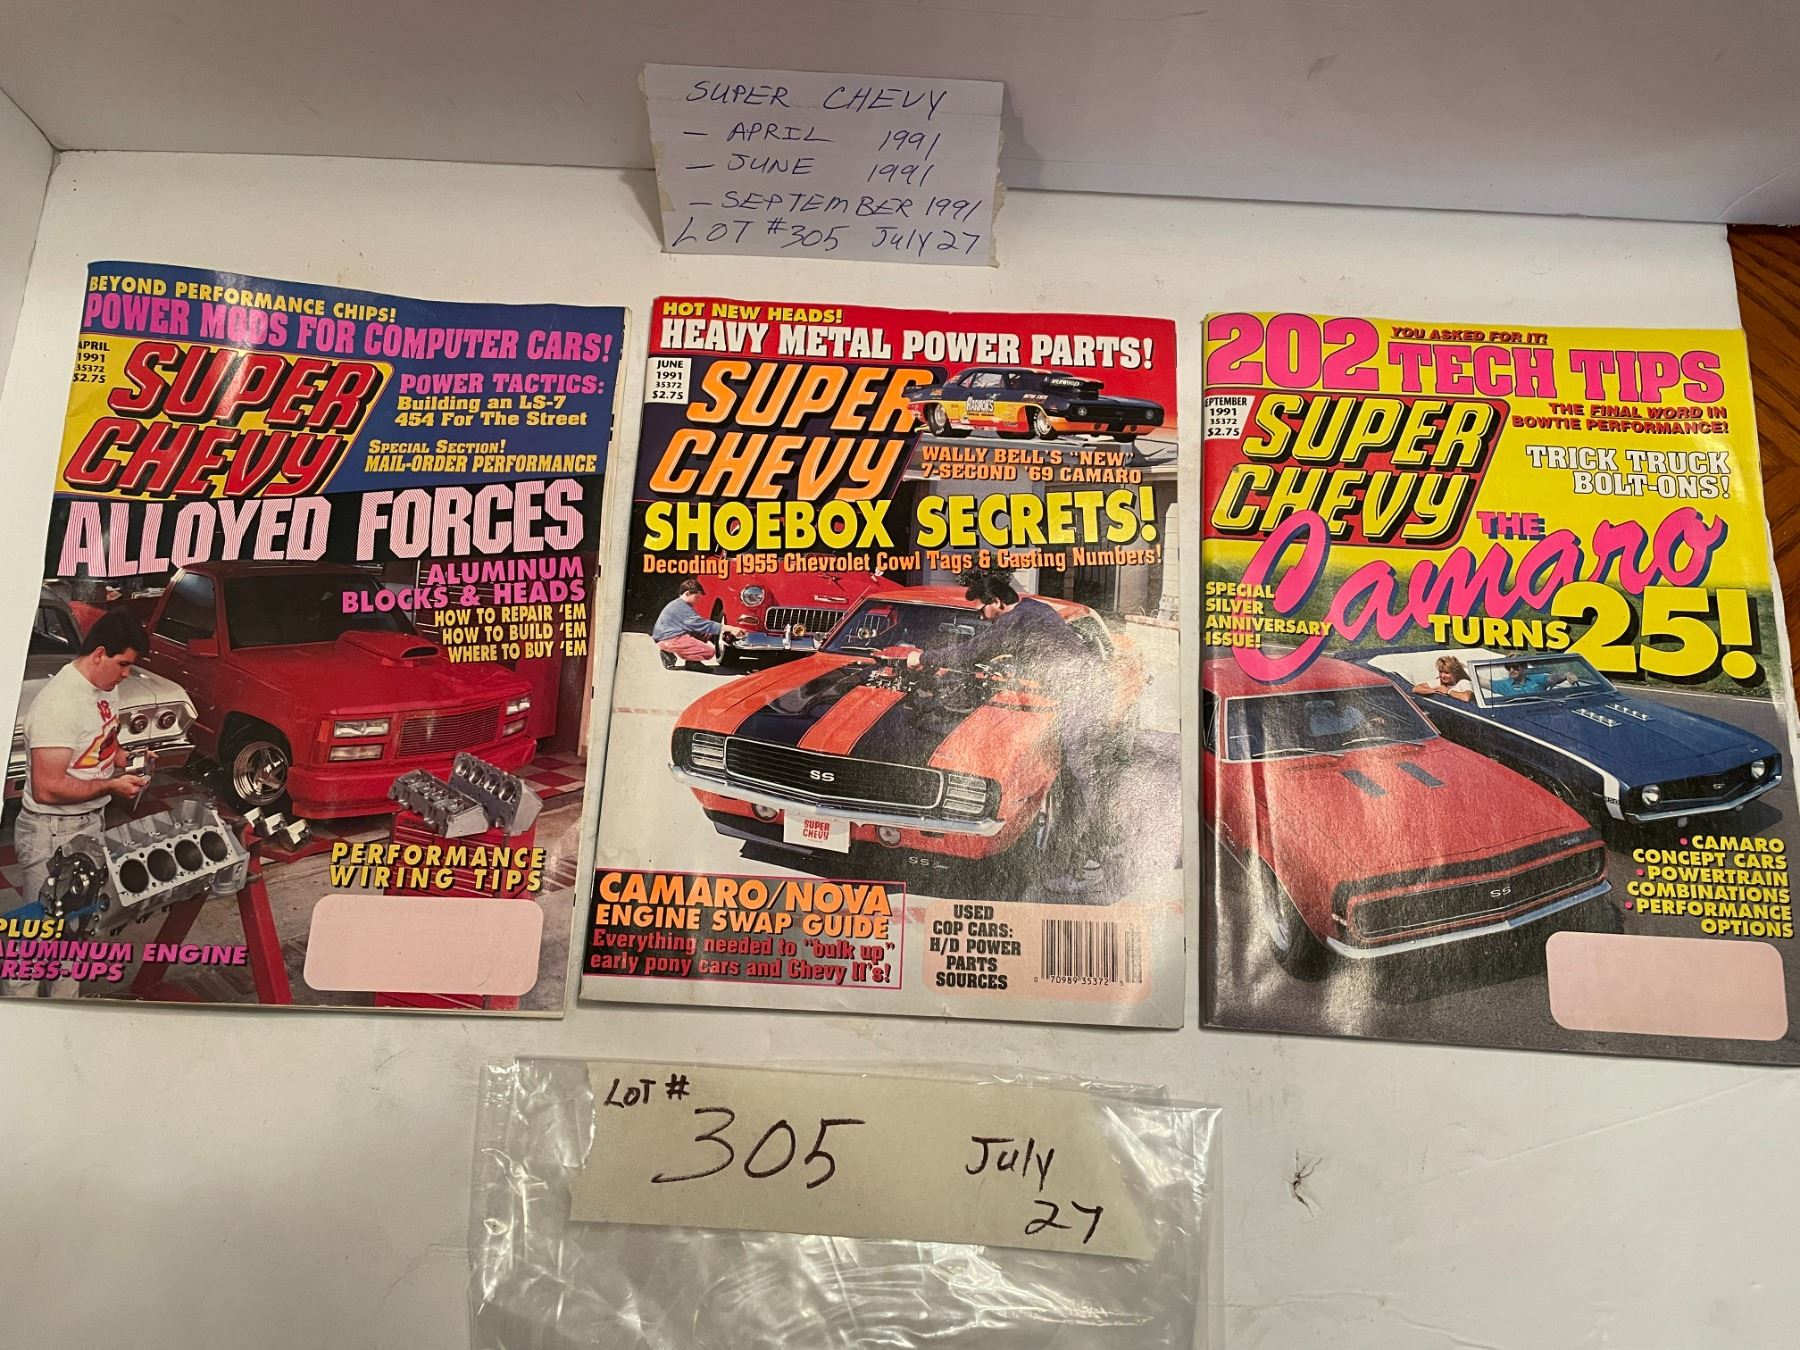 SUPER CHEVY
- APRIL 1991
- JUNE 1991
- SEPTEMBER 1991
LOT #305 July 27
BEYOND PERFORMANCE CHIPS!
POWER MODS FOR COMPUTER CARS!
APRIL
1991
35372
$2.75
SUPER
CHEVY
POWER TACTICS:
Building an LS-7
454 For The Street
SPECIAL SECTION!
MAIL-ORDER PERFORMANCE
ALLOYED FORCES
ALUMINUM
BLOCKS & HEADS
HOW TO REPAIR 'EM
HOW TO BUILD 'EM
WHERE TO BUY 'EM
PERFORMANCE
WIRING TIPS
PLUS!
ALUMINUM ENGINE
RESS-UPS
HOT NEW HEADS!
HEAVY METAL POWER PARTS!
JUNE
1991
35372
$2.75
SUPER
CHEVY
WALLY BELL'S "NEW"
7-SECOND '69 CAMARO
SHOEBOX SECRETS!
Decoding 1955 Chevrolet Cowl Tags & Casting Numbers!
SS
SUPER
CHEVY
SS
CAMARO/NOVA
ENGINE SWAP GUIDE
Everything needed to "bulk up"
early pony cars and Chevy II's!
USED
COP CARS:
H/D POWER
PARTS
SOURCES
0 70989 35372 5
YOU ASKED FOR IT!
202 TECH TIPS
THE FINAL WORD IN
BOWTIE PERFORMANCE!
SEPTEMBER
1991
35372
$2.75
SUPER
CHEVY
TRICK TRUCK
BOLT-ONS!
THE
Camaro
TURNS 25!
SPECIAL
SILVER
ANNIVERSARY
ISSUE!
SS
• CAMARO
CONCEPT CARS
• POWERTRAIN
COMBINATIONS
• PERFORMANCE
OPTIONS
LOT #
305 July
27